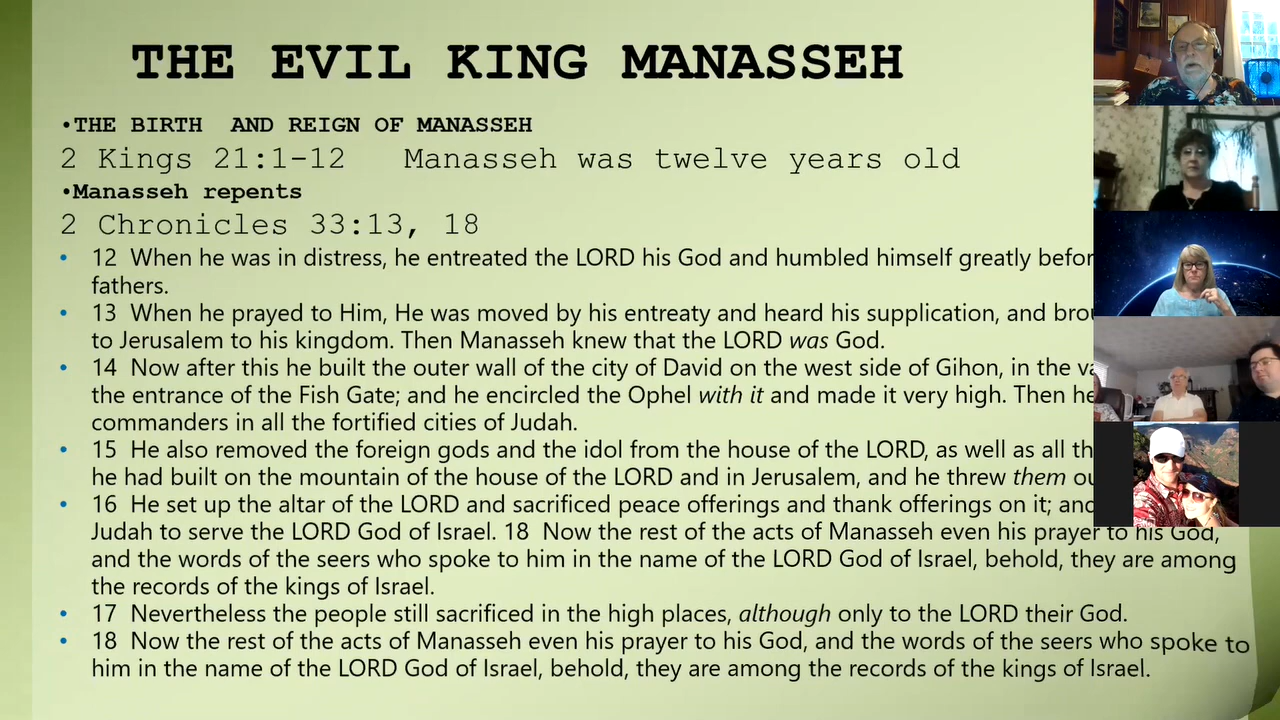 THE EVIL KING MANASSEH
•THE BIRTH AND REIGN OF MANASSEH
2 Kings 21:1-12 Manasseh was twelve years old
•Manasseh repents
2 Chronicles 33:13, 18
• 12 When he was in distress, he entreated the LORD his God and humbled himself greatly
fathers.
• 13 When he prayed to Him, He was moved by his entreaty and heard his supplication, and
to Jerusalem to his kingdom. Then Manasseh knew that the LORD was God.
• 14 Now after this he built the outer wall of the city of David on the west side of Gihon, in the
the entrance of the Fish Gate; and he encircled the Ophel with it and made it very high. Then he
commanders in all the fortified cities of Judah.
• 15 He also removed the foreign gods and the idol from the house of the LORD, as well as all
he had built on the mountain of the house of the LORD and in Jerusalem, and he threw them
• 16 He set up the altar of the LORD and sacrificed peace offerings and thank offerings on it; and
Judah to serve the LORD God of Israel. 18 Now the rest of the acts of Manasseh even his prayer to his God,
and the words of the seers who spoke to him in the name of the LORD God of Israel, behold, they are among
the records of the kings of Israel.
• 17 Nevertheless the people still sacrificed in the high places, although only to the LORD their God.
• 18 Now the rest of the acts of Manasseh even his prayer to his God, and the words of the seers who spoke to
him in the name of the LORD God of Israel, behold, they are among the records of the kings of Israel.